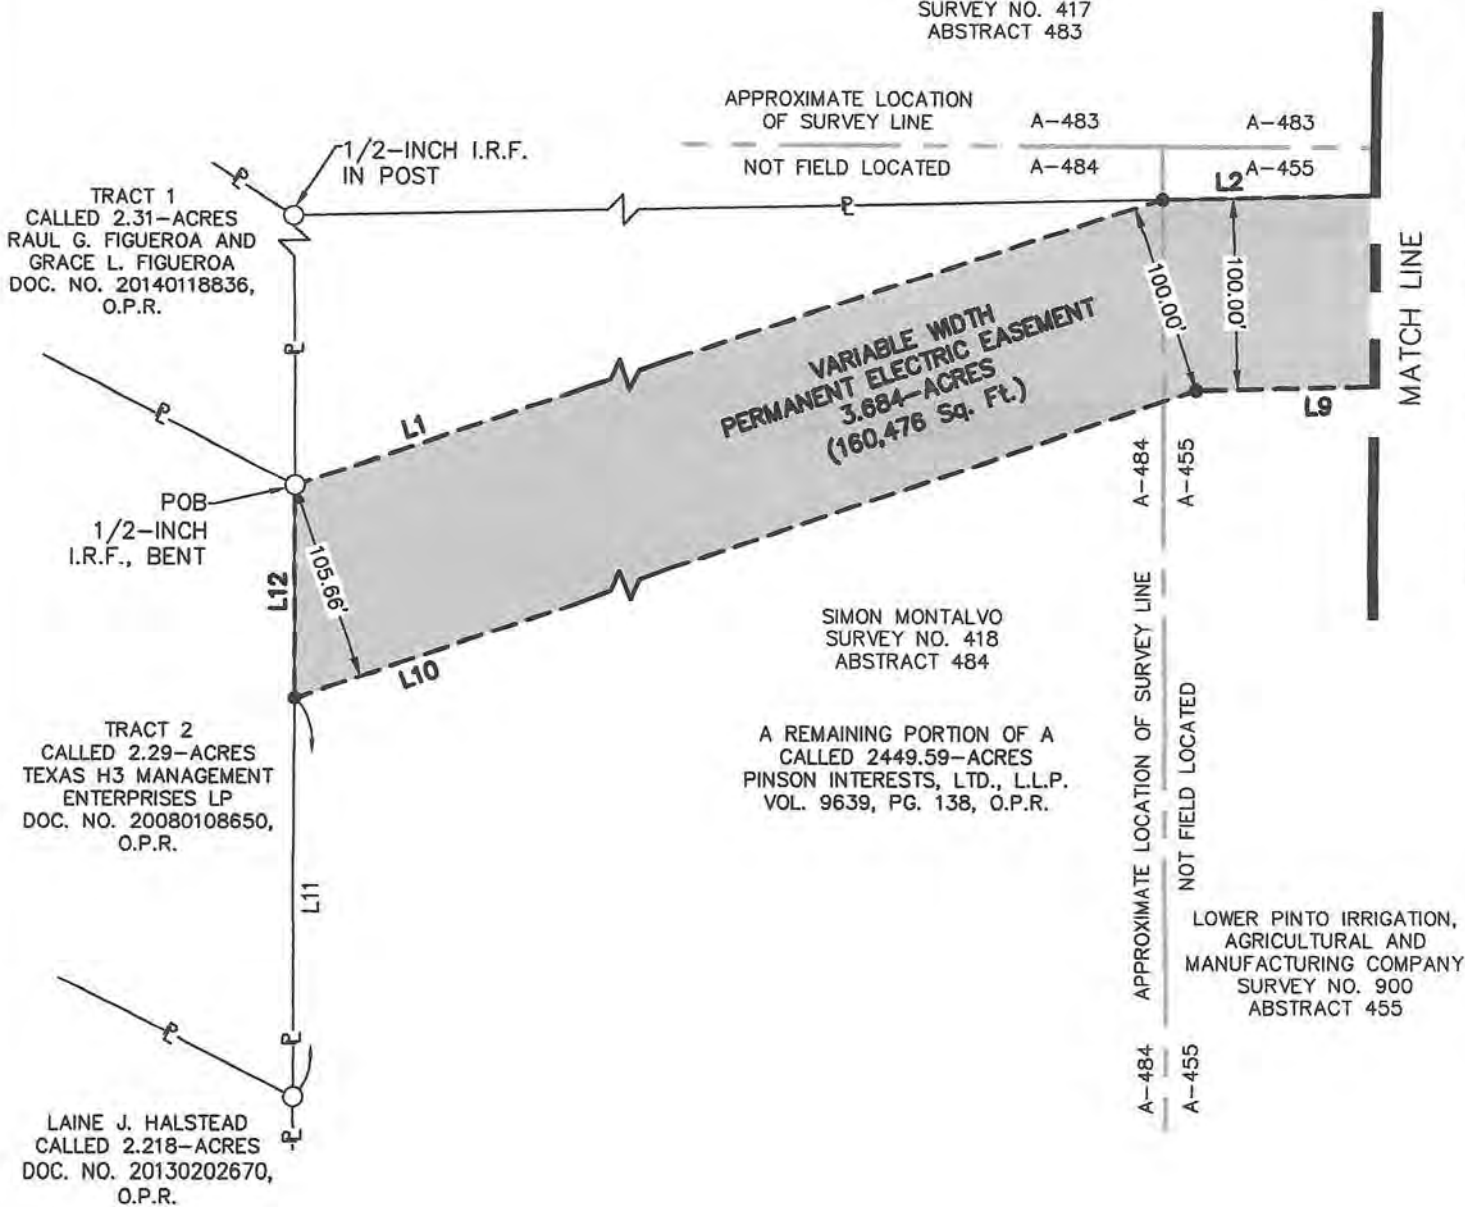 SURVEY NO. 417
ABSTRACT 483
APPROXIMATE LOCATION
OF SURVEY LINE
A-483
A-483
NOT FIELD LOCATED
A-484
A-455
1/2-INCH I.R.F.
IN POST
L2
TRACT 1
CALLED 2.31-ACRES
RAUL G. FIGUEROA AND
GRACE L. FIGUEROA
DOC. NO. 20140118836,
O.P.R.
100.00'
100.00'
MATCH LINE
VARIABLE WIDTH
PERMANENT ELECTRIC EASEMENT
3.684-ACRES
(160,476 Sq. Ft.)
L1
L9
A-484
A-455
POB
1/2-INCH
I.R.F., BENT
105.66'
L12
L10
SIMON MONTALVO
SURVEY NO. 418
ABSTRACT 484
APPROXIMATE LOCATION OF SURVEY LINE
NOT FIELD LOCATED
TRACT 2
CALLED 2.29-ACRES
TEXAS H3 MANAGEMENT
ENTERPRISES LP
DOC. NO. 20080108650,
O.P.R.
A REMAINING PORTION OF A
CALLED 2449.59-ACRES
PINSON INTERESTS, LTD., L.L.P.
VOL. 9639, PG. 138, O.P.R.
L11
LOWER PINTO IRRIGATION,
AGRICULTURAL AND
MANUFACTURING COMPANY
SURVEY NO. 900
ABSTRACT 455
A-484
A-455
LAINE J. HALSTEAD
CALLED 2.218-ACRES
DOC. NO. 20130202670,
O.P.R.